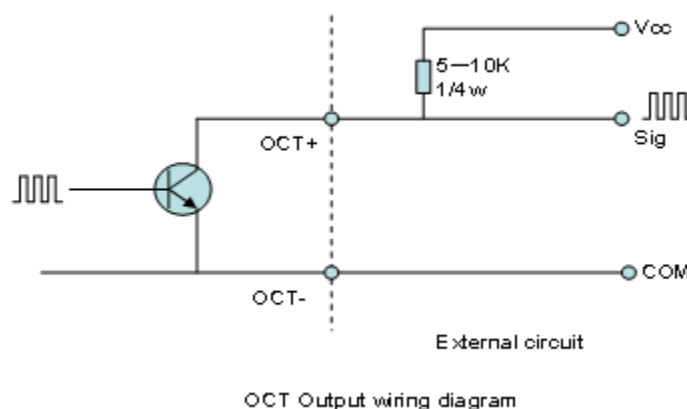 Vcc
5—10K
1/4w
OCT+
Sig
OCT-
COM
External circuit
OCT Output wiring diagram